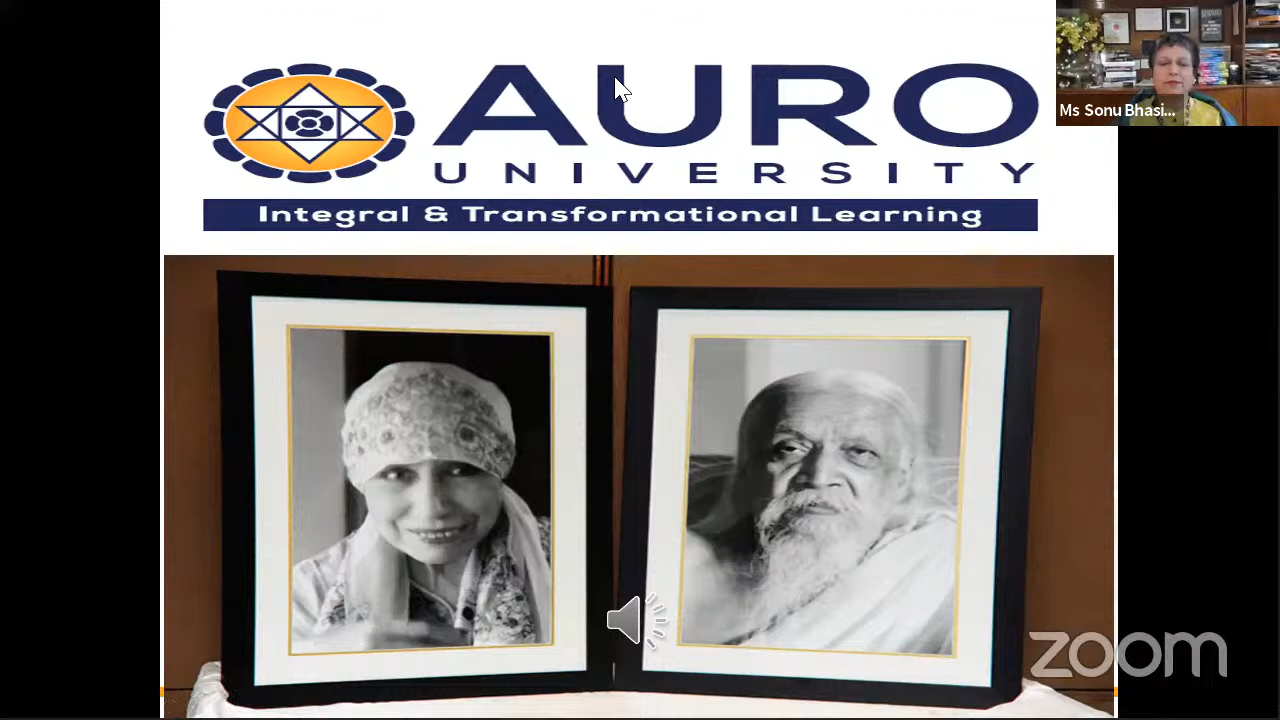 AURO
UNIVERSITY
Integral & Transformational Learning
Ms Sonu Bhasi...
zoom